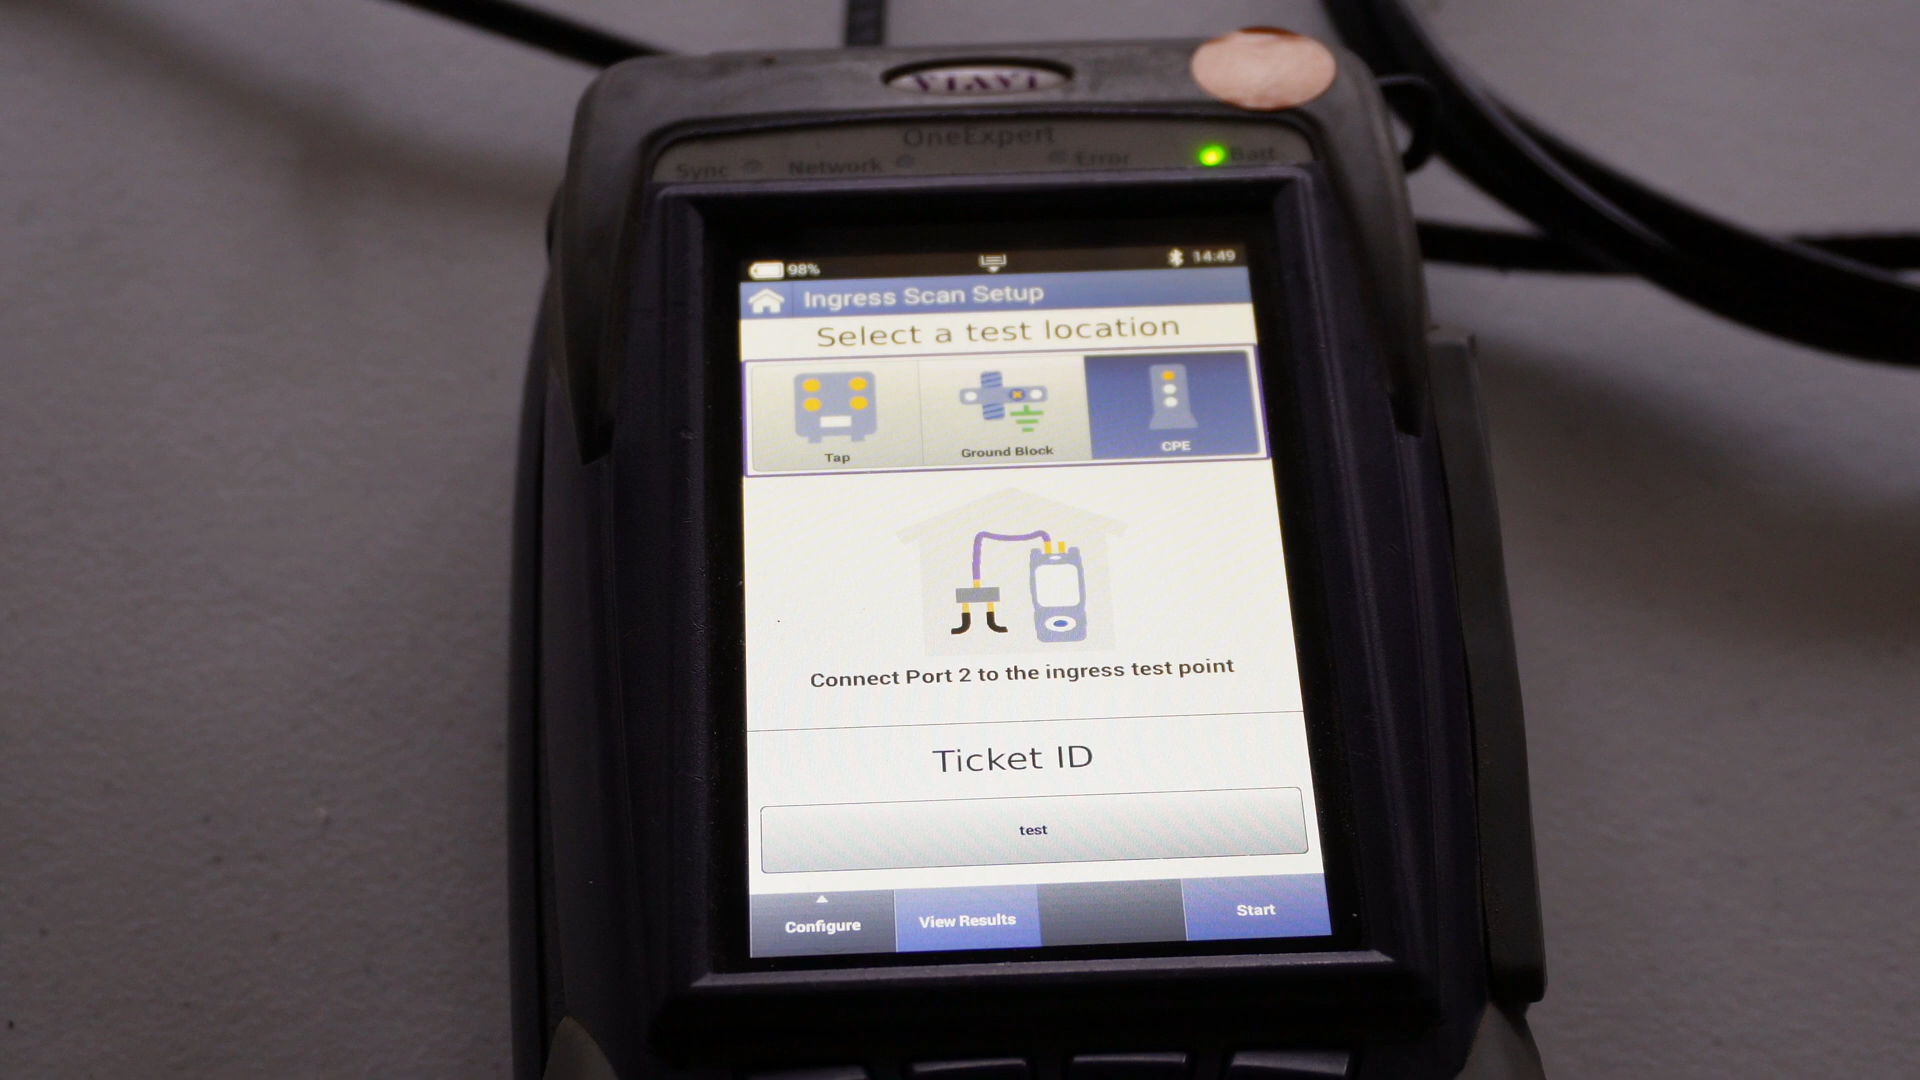 VIAVI
OneExpert
Sync Network Error Batt
98% 14:49
Ingress Scan Setup
Select a test location
Tap Ground Block CPE
Connect Port 2 to the ingress test point
Ticket ID
test
Configure View Results Start